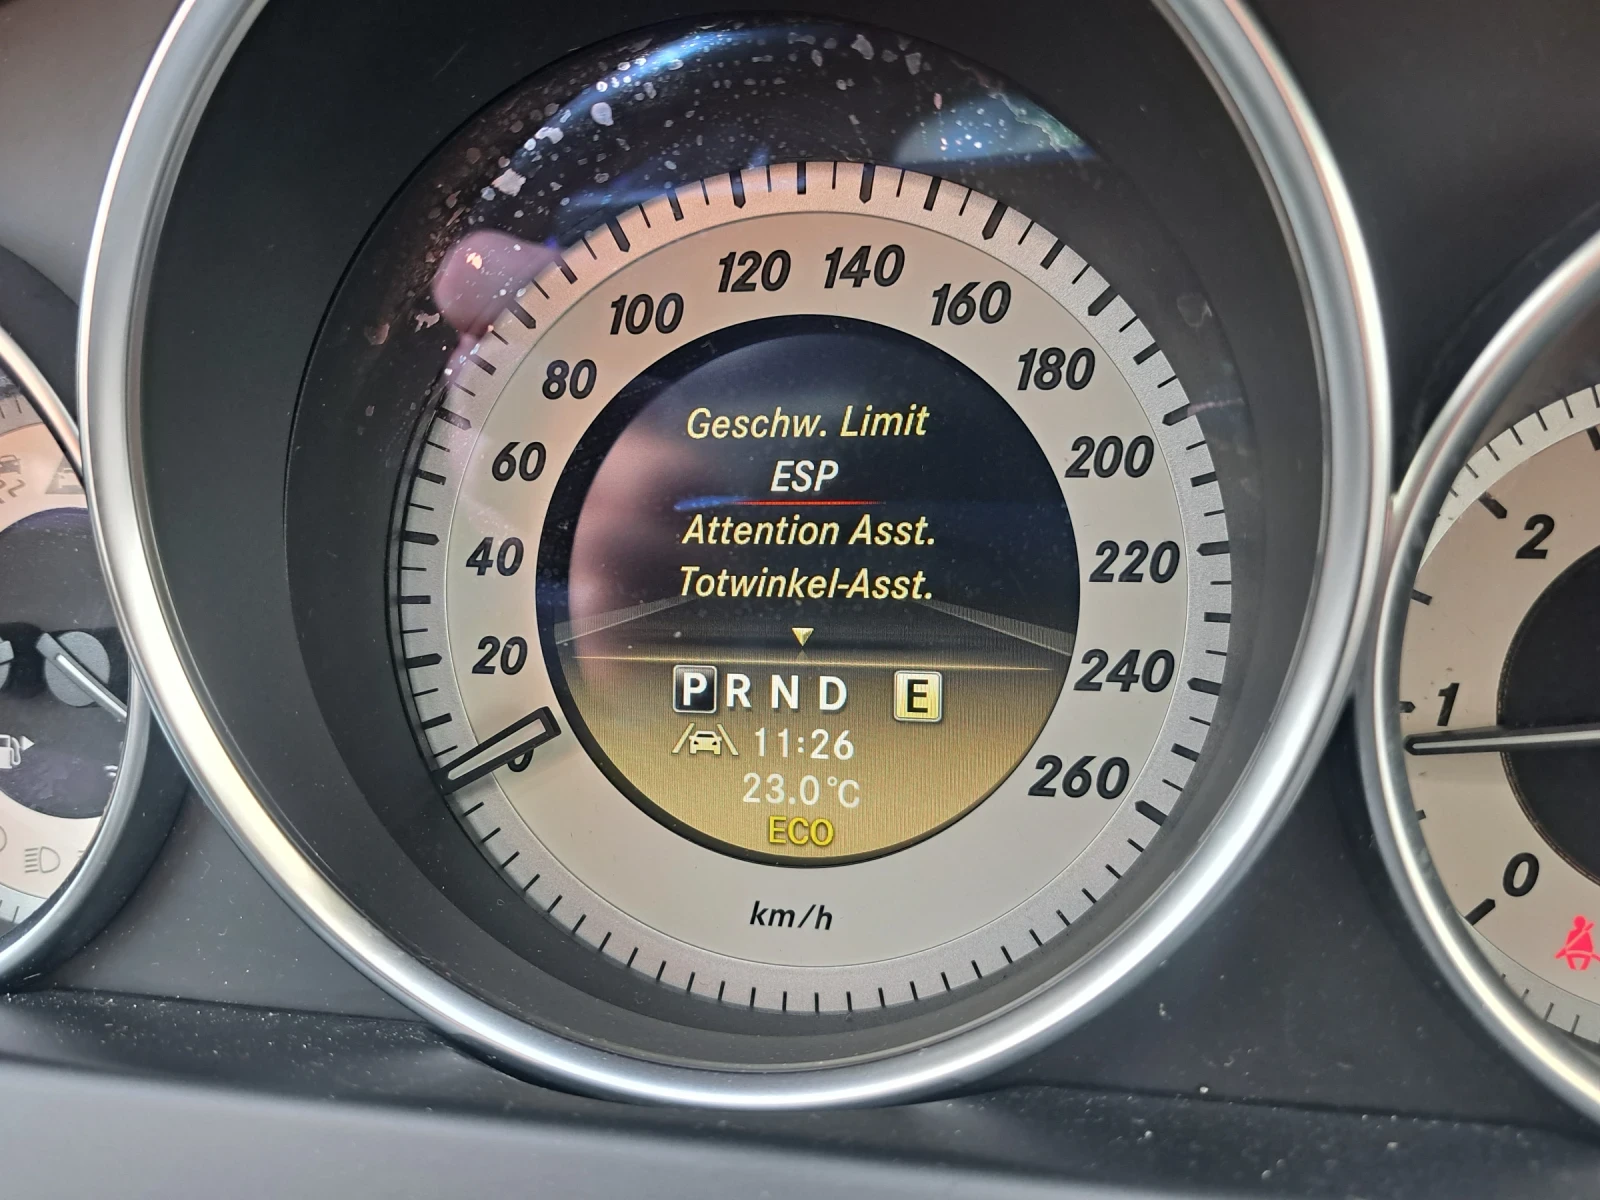 120 140
100 160
80 180
Geschw. Limit
60 ESP 200
Attention Asst.
40 Totwinkel-Asst. 220
20 240
P R N D E
11:26
0 260
23.0°C
ECO
km/h
2
1
0